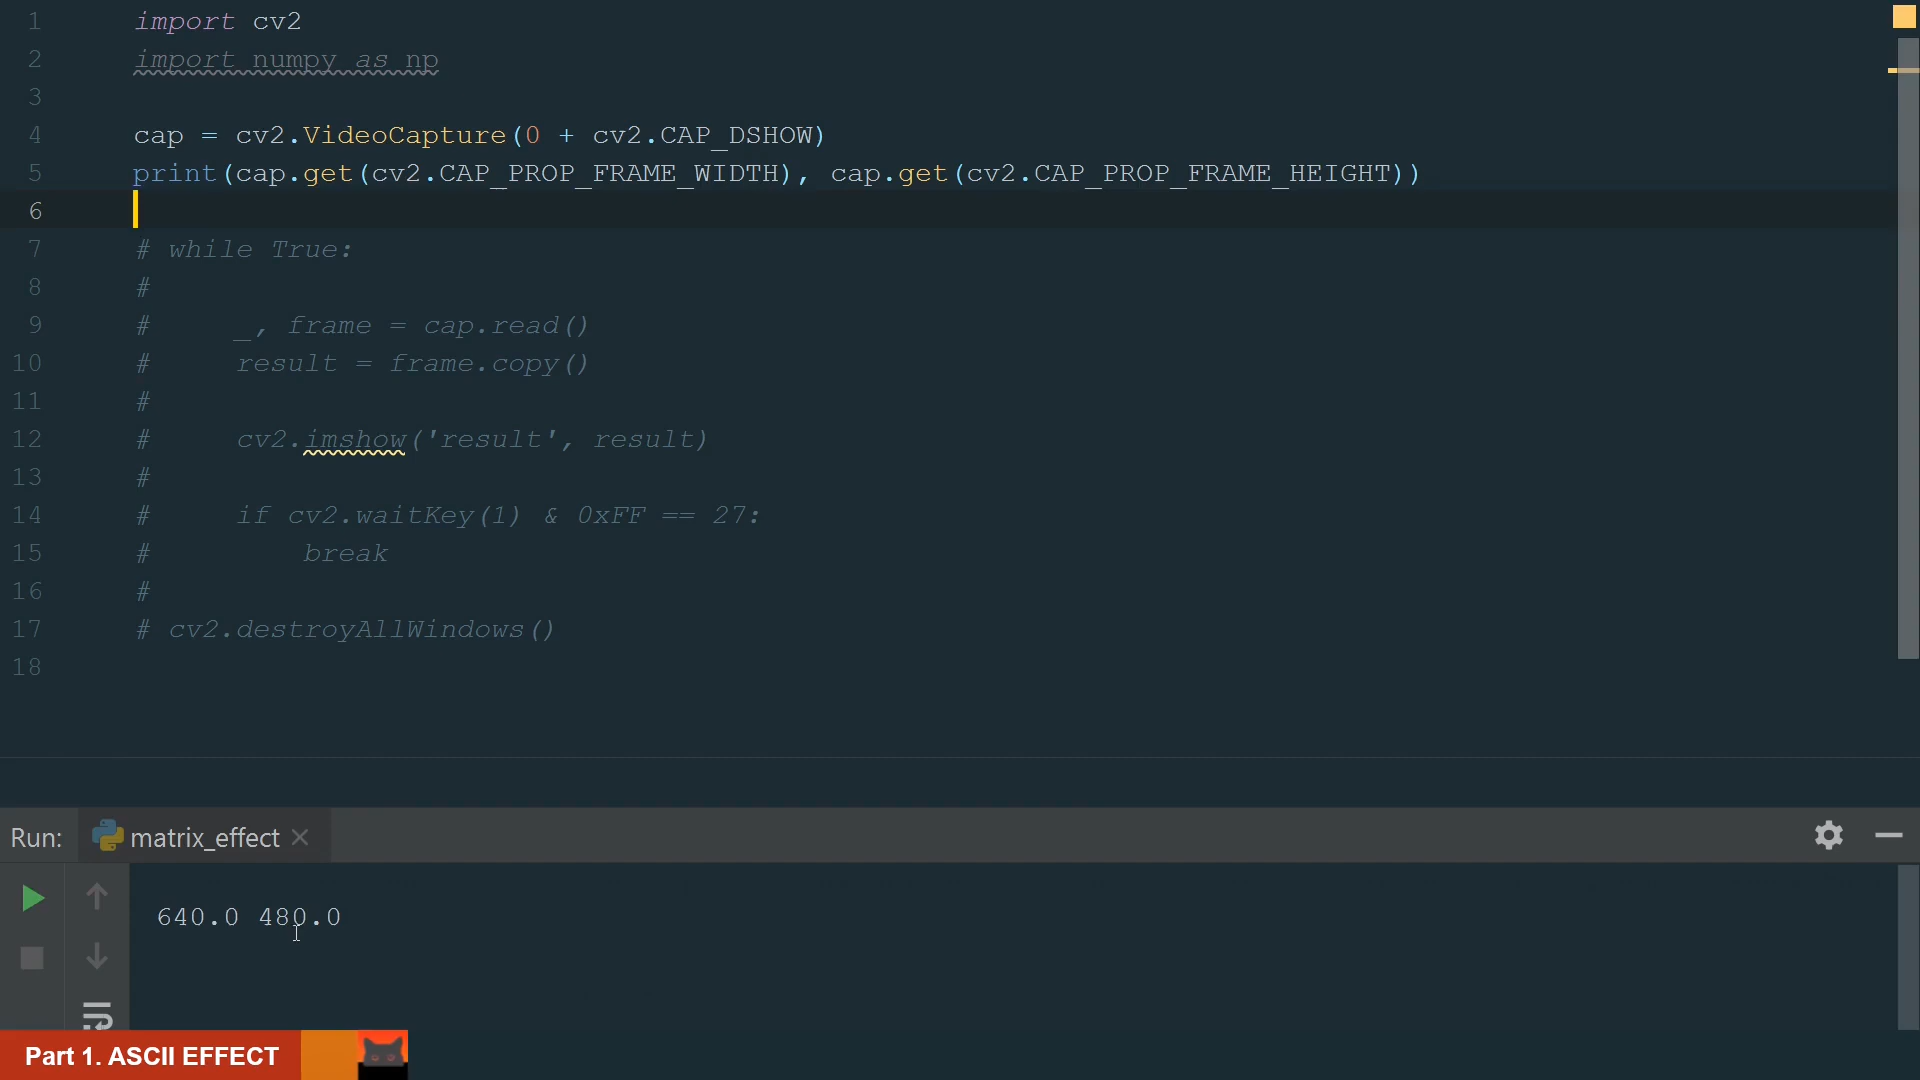 1 import cv2
2 import numpy as np
3
4 cap = cv2.VideoCapture(0 + cv2.CAP_DSHOW)
5 print(cap.get(cv2.CAP_PROP_FRAME_WIDTH), cap.get(cv2.CAP_PROP_FRAME_HEIGHT))
6
7 # while True:
8 #
9 #     _, frame = cap.read()
10 #     result = frame.copy()
11 #
12 #     cv2.imshow('result', result)
13 #
14 #     if cv2.waitKey(1) & 0xFF == 27:
15 #         break
16 #
17 # cv2.destroyAllWindows()
18
Run: matrix_effect
640.0 480.0
Part 1. ASCII EFFECT